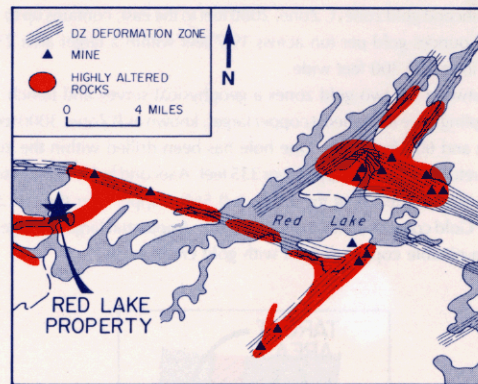 DZ DEFORMATION ZONE
MINE
HIGHLY ALTERED
ROCKS
0 4 MILES
N
Red Lake
RED LAKE
PROPERTY